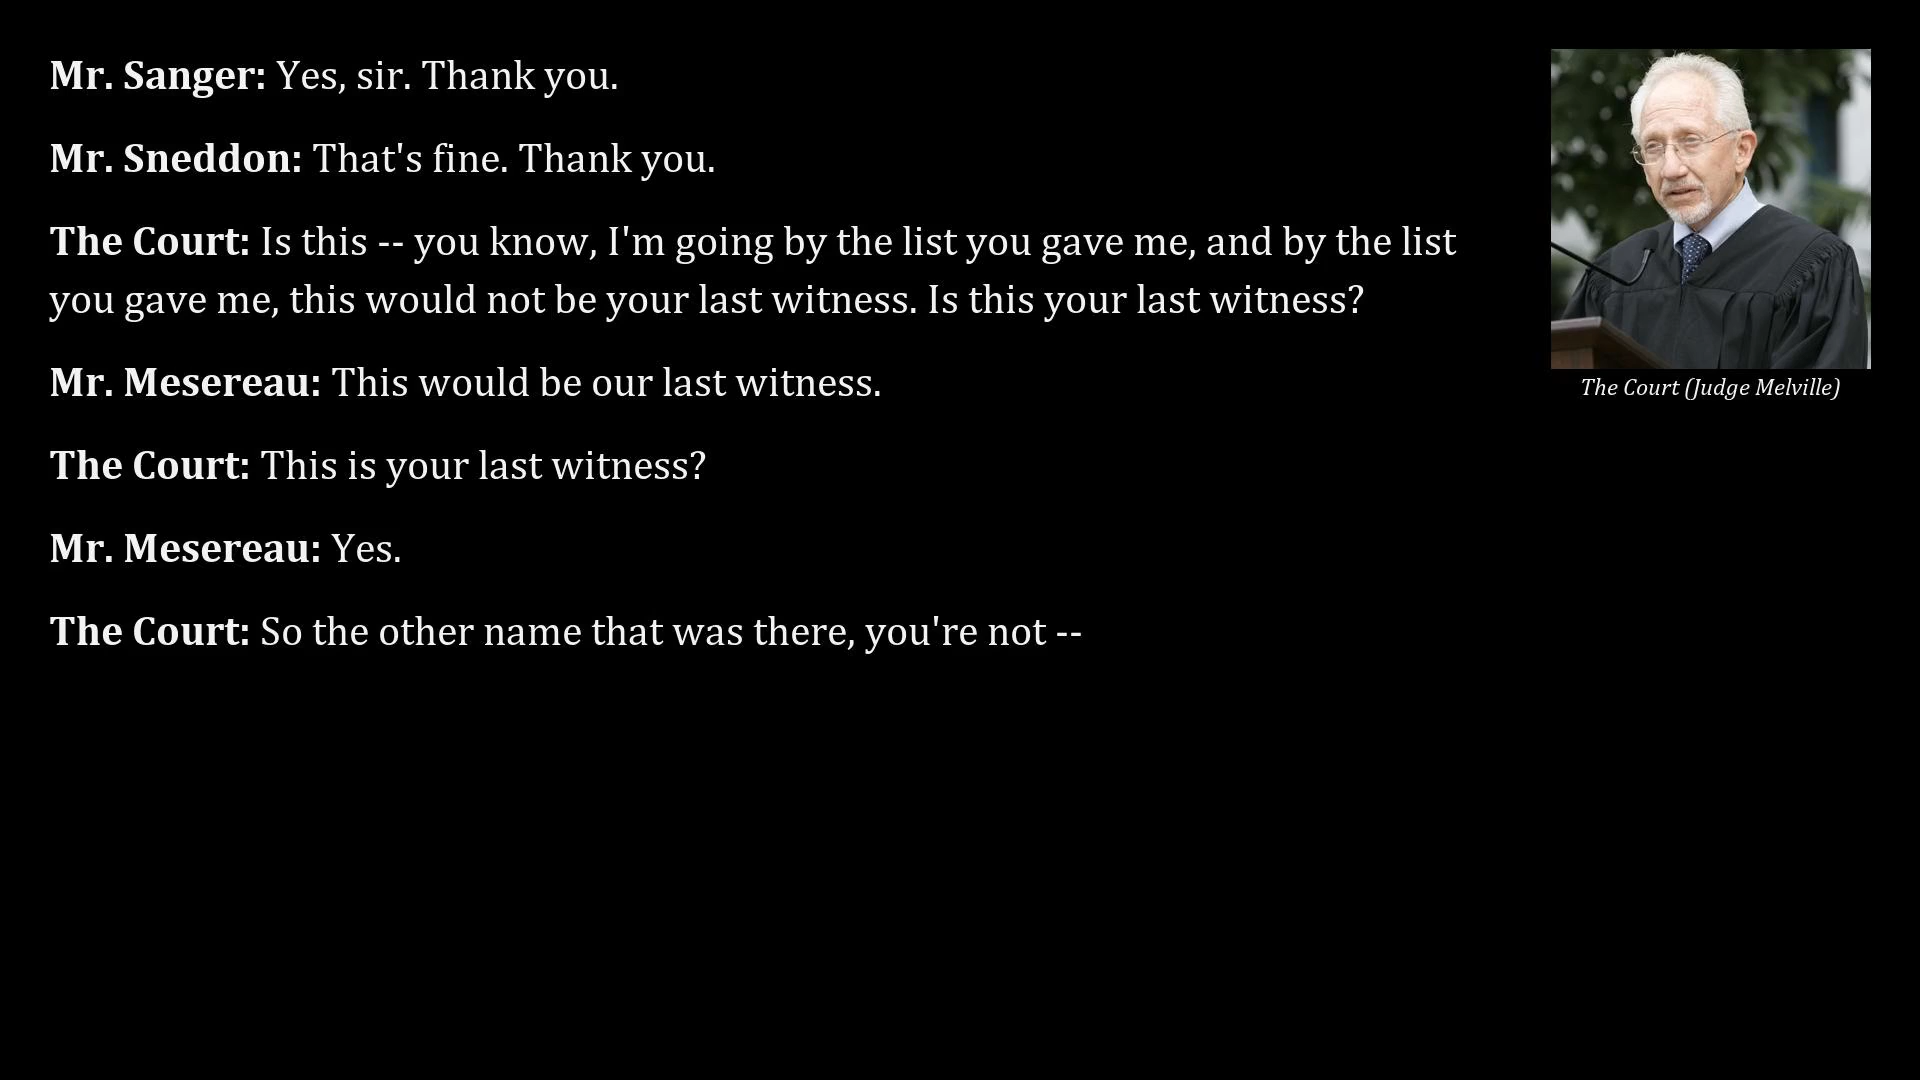 Mr. Sanger: Yes, sir. Thank you.
Mr. Sneddon: That's fine. Thank you.
The Court: Is this -- you know, I'm going by the list you gave me, and by the list
you gave me, this would not be your last witness. Is this your last witness?
Mr. Mesereau: This would be our last witness.
The Court: This is your last witness?
Mr. Mesereau: Yes.
The Court: So the other name that was there, you're not --
The Court (Judge Melville)